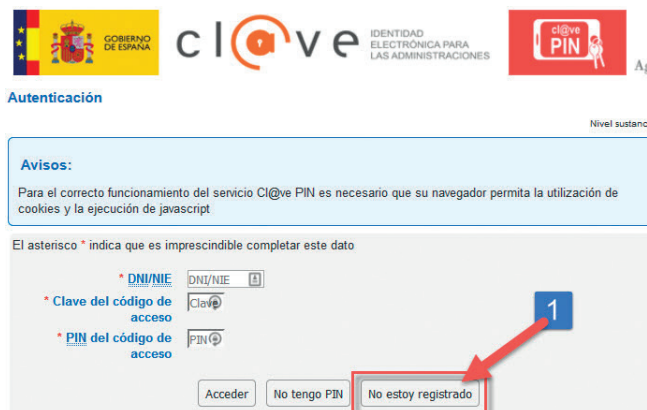 GOBIERNO
DE ESPAÑA
cl@ve
IDENTIDAD
ELECTRÓNICA PARA
LAS ADMINISTRACIONES
cl@ve
PIN
Autenticación
Avisos:
Para el correcto funcionamiento del servicio Cl@ve PIN es necesario que su navegador permita la utilización de
cookies y la ejecución de javascript
El asterisco * indica que es imprescindible completar este dato
* DNI/NIE DNI/NIE
* Clave del código de Clave
acceso
* PIN del código de PIN
acceso
1
Acceder No tengo PIN No estoy registrado